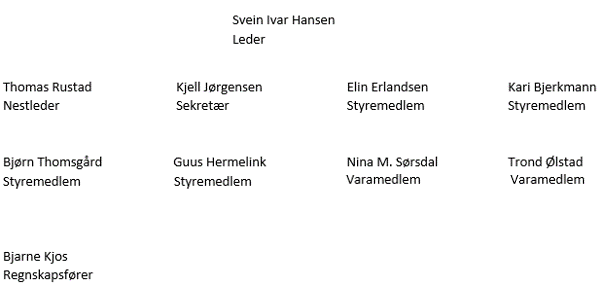 Svein Ivar Hansen
Leder
Thomas Rustad
Nestleder
Kjell Jørgensen
Sekretær
Elin Erlandsen
Styremedlem
Kari Bjerkmann
Styremedlem
Bjørn Thomsgård
Styremedlem
Guus Hermelink
Styremedlem
Nina M. Sørsdal
Varamedlem
Trond Ølstad
Varamedlem
Bjarne Kjos
Regnskapsfører